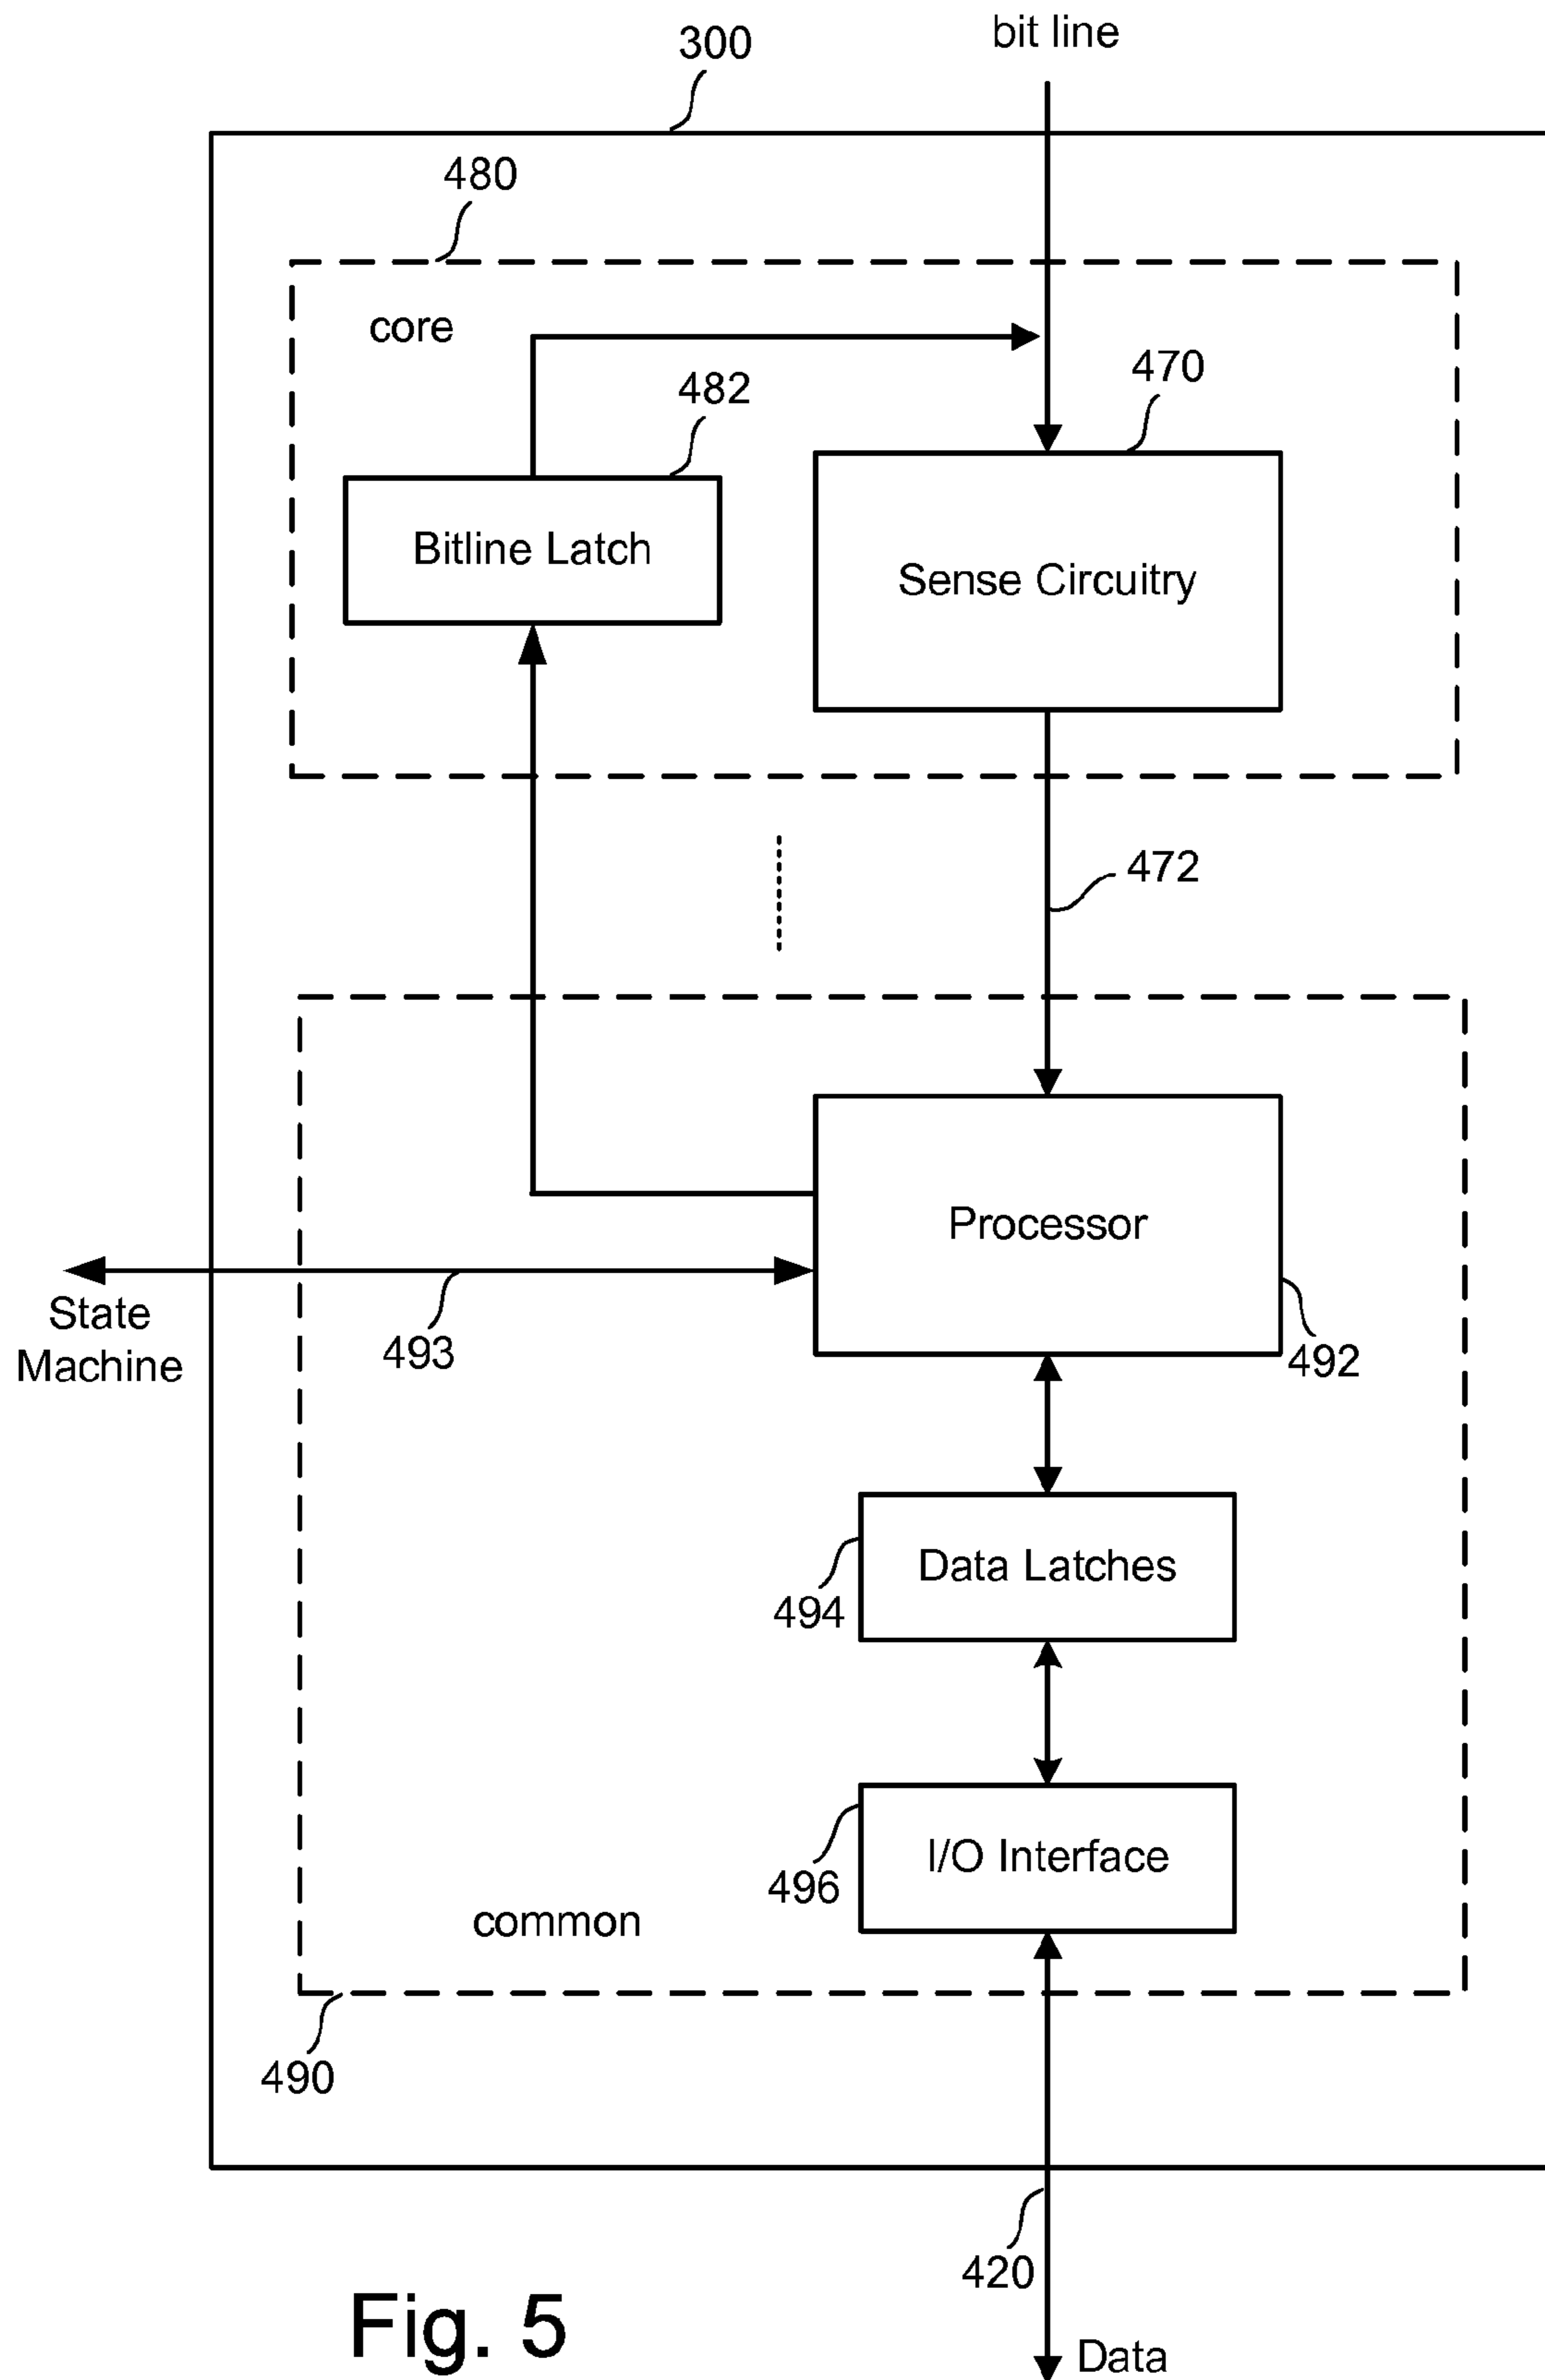 bit line
300
480
core
470
482
Bitline Latch
Sense Circuitry
472
Processor
State
Machine
493
492
Data Latches
494
I/O Interface
496
common
490
420
Fig. 5
Data